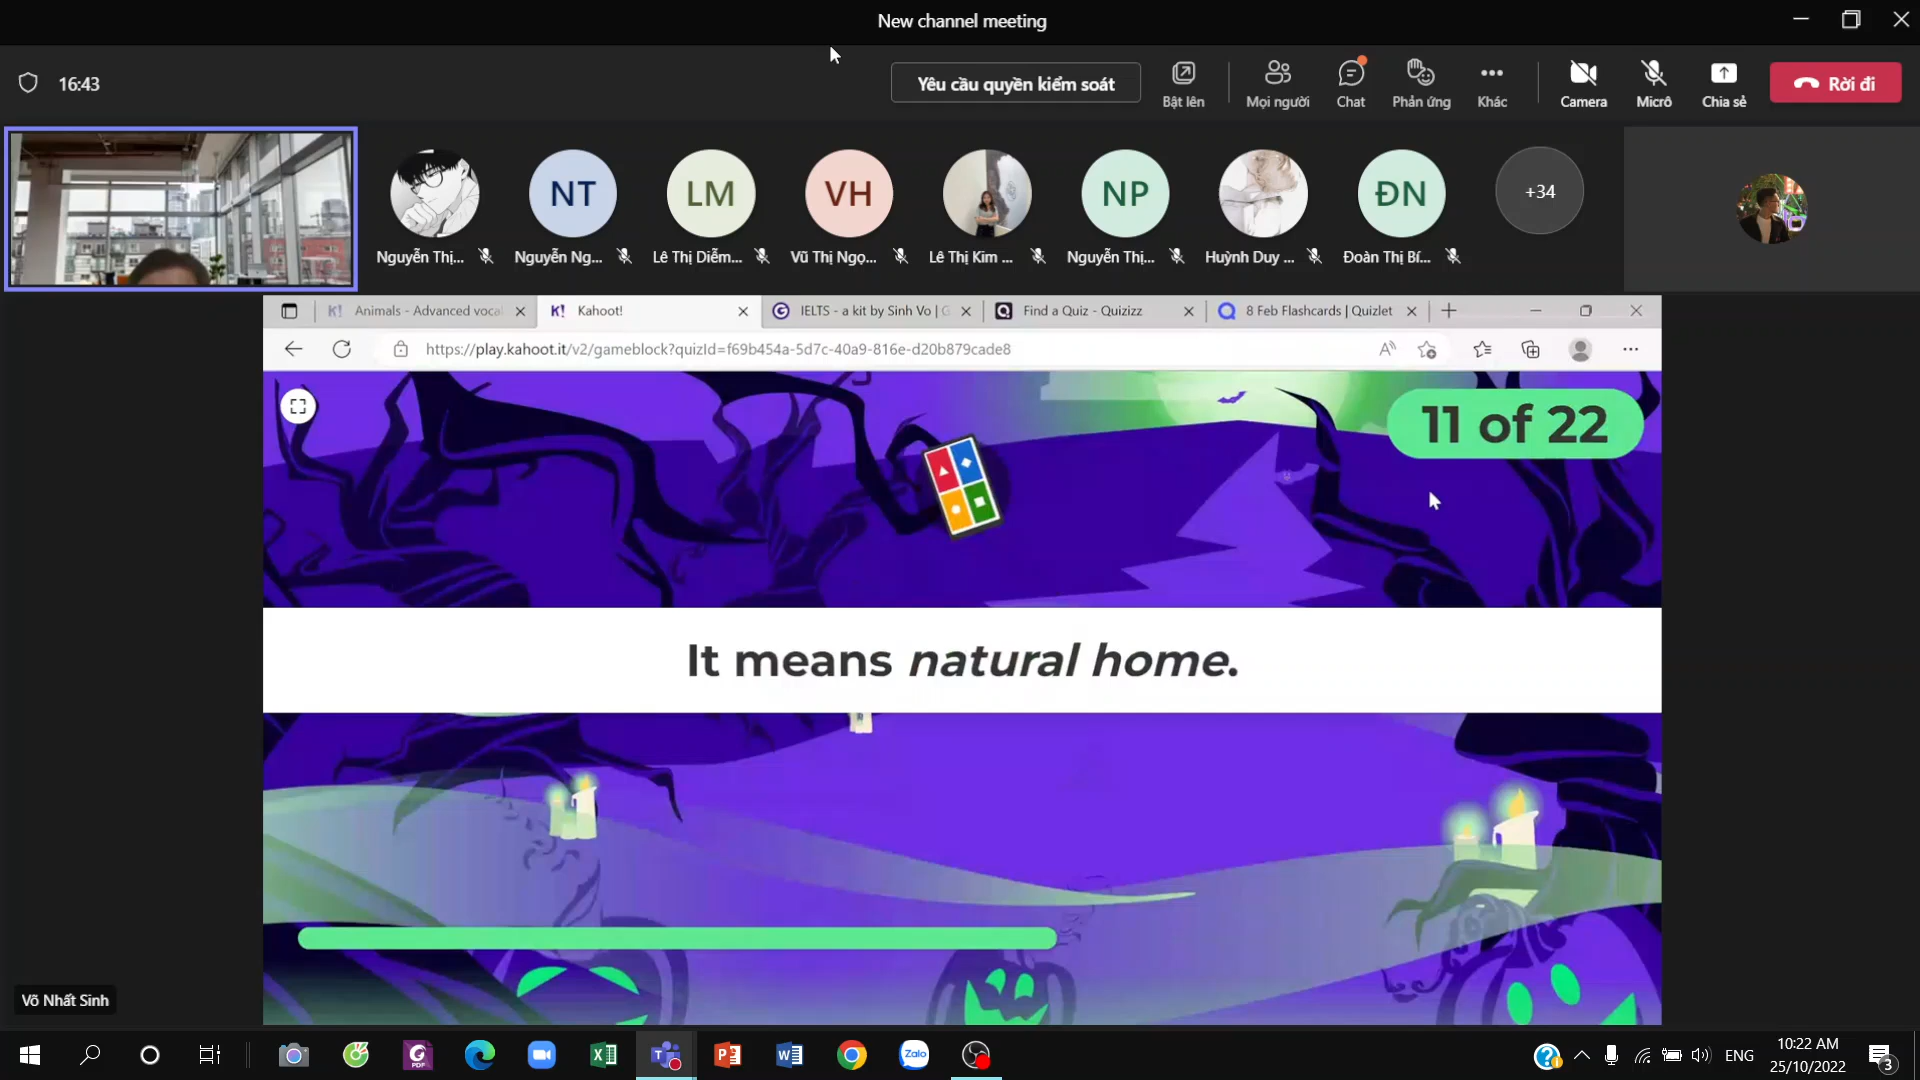 New channel meeting
16:43
Yêu cầu quyền kiểm soát
Bật lên
Mọi người
Chat
Phản ứng
Khác
Camera
Micrô
Chia sẻ
Rời đi
NT
LM
VH
NP
ĐN
+34
Nguyễn Thị...
Nguyễn Ng...
Lê Thị Diễm...
Vũ Thị Ngọ...
Lê Thị Kim ...
Nguyễn Thị...
Huỳnh Duy ...
Đoàn Thị Bí...
K! Animals - Advanced voca
K! Kahoot!
IELTS - a kit by Sinh Vo | G
Find a Quiz - Quizizz
8 Feb Flashcards | Quizlet
https://play.kahoot.it/v2/gameblock?quizId=f69b454a-5d7c-40a9-816e-d20b879cade8
11 of 22
It means natural home.
Võ Nhất Sinh
PDF
Zalo
ENG
10:22 AM
25/10/2022
3